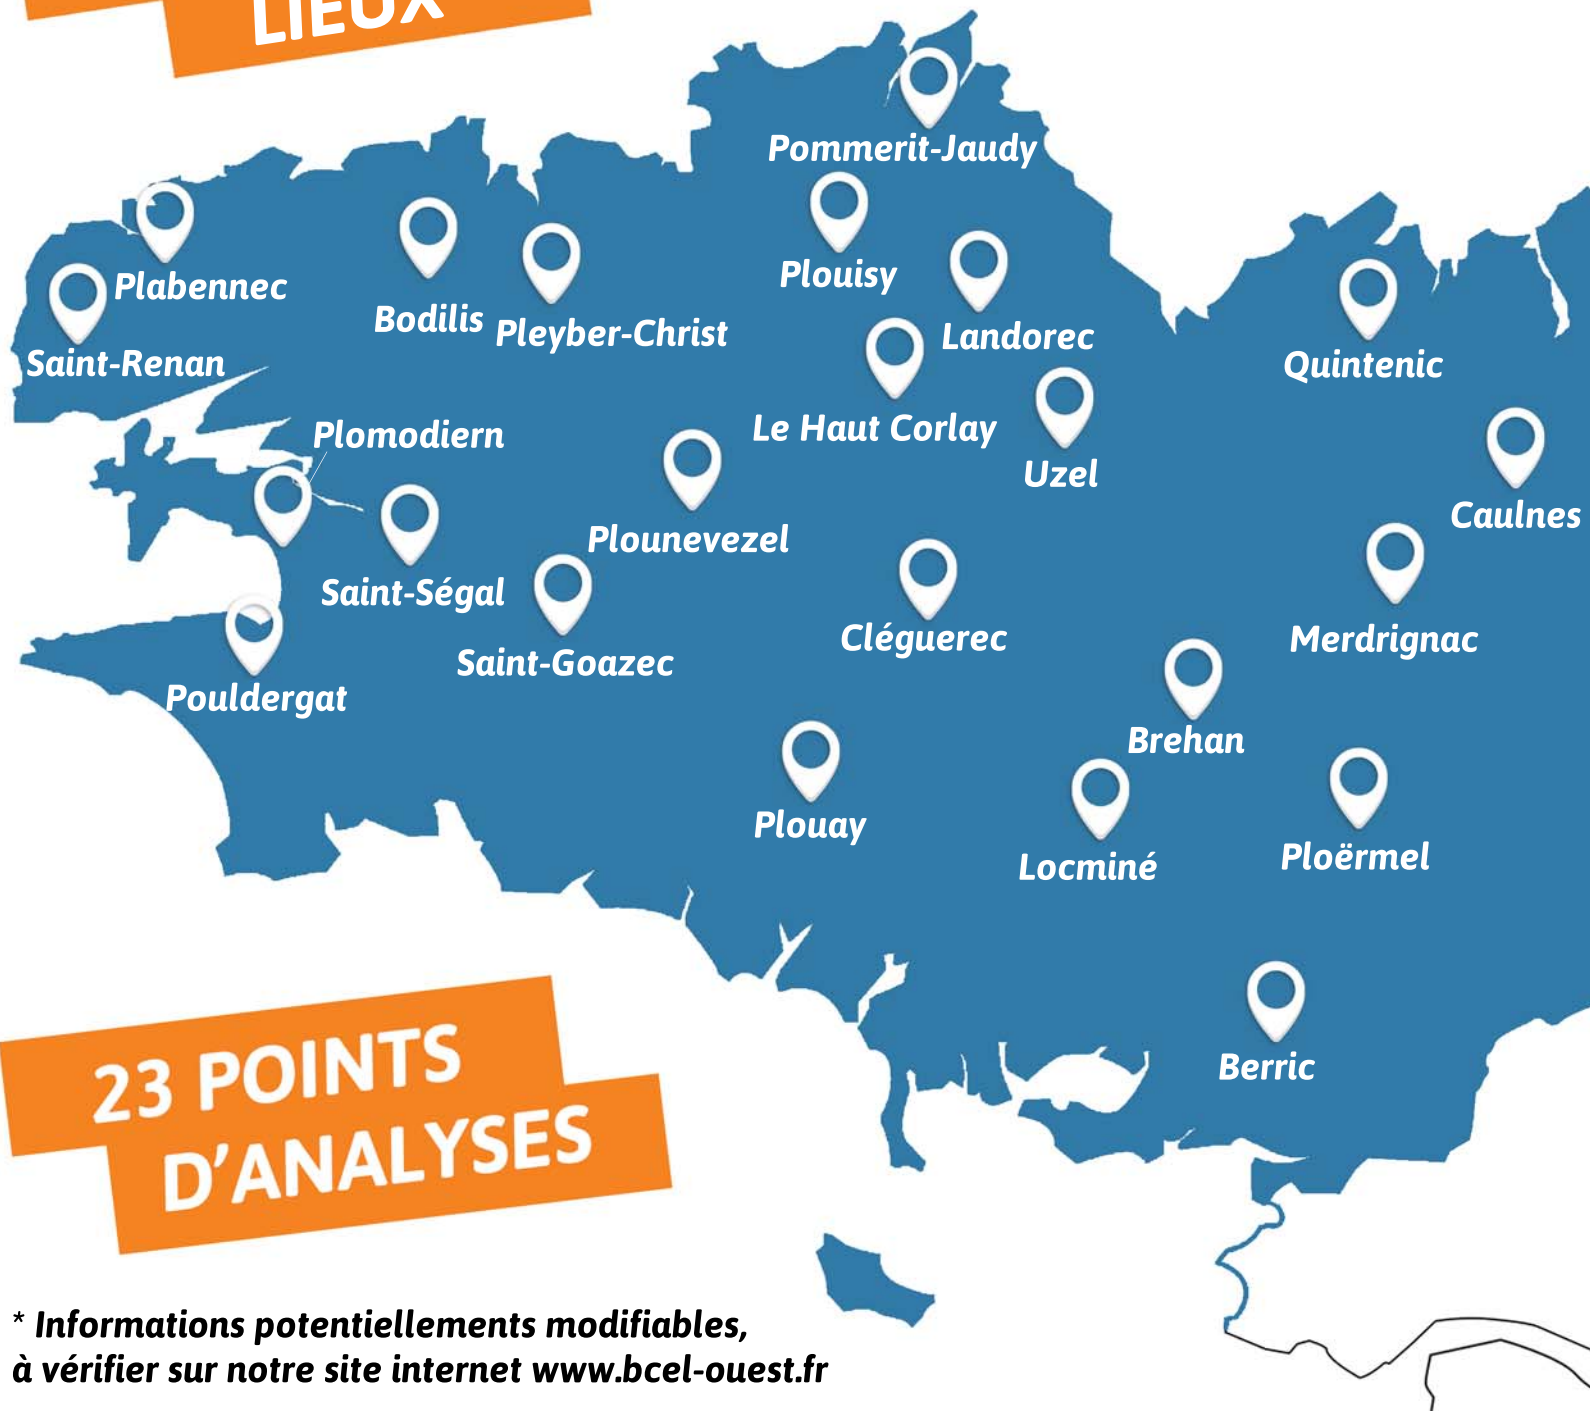 LIEUX
Pommerit-Jaudy
Plouisy
Plabennec
Bodilis
Pleyber-Christ
Landorec
Saint-Renan
Quintenic
Le Haut Corlay
Plomodiern
Uzel
Caulnes
Plounevezel
Saint-Ségal
Cléguerec
Merdrignac
Saint-Goazec
Pouldergat
Brehan
Plouay
Locminé
Ploërmel
Berric
23 POINTS
D'ANALYSES
* Informations potentiellements modifiables,
à vérifier sur notre site internet www.bcel-ouest.fr